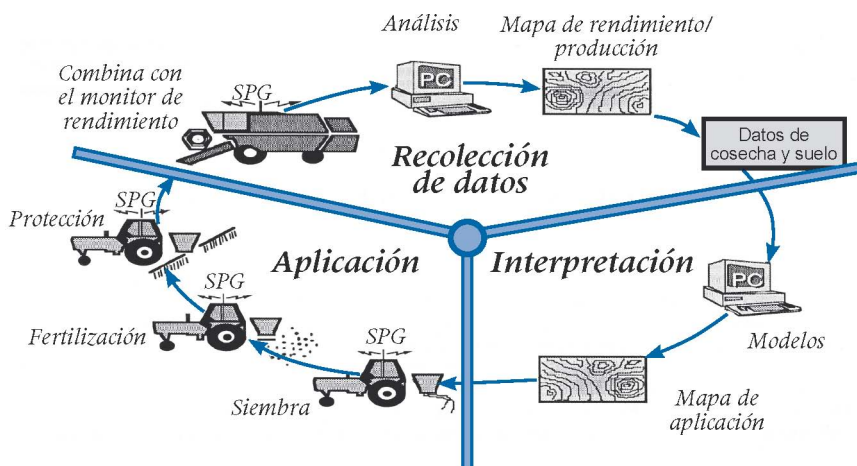 Combina con
el monitor de
rendimiento
SPG
Análisis
PC
Mapa de rendimiento/
producción
Datos de
cosecha y suelo
Recolección
de datos
Interpretación
PC
Modelos
Mapa de
aplicación
Aplicación
Siembra
SPG
Fertilización
SPG
Protección
SPG